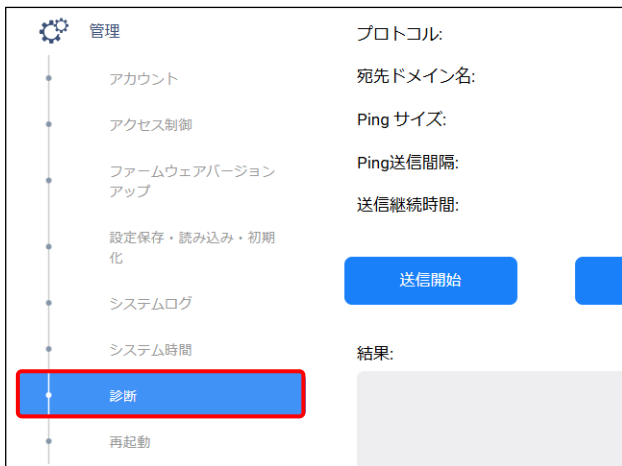 管理
アカウント
アクセス制御
ファームウェアバージョン
アップ
設定保存・読み込み・初期
化
システムログ
システム時間
診断
再起動
プロトコル:
宛先ドメイン名:
Ping サイズ:
Ping送信間隔:
送信継続時間:
送信開始
結果: